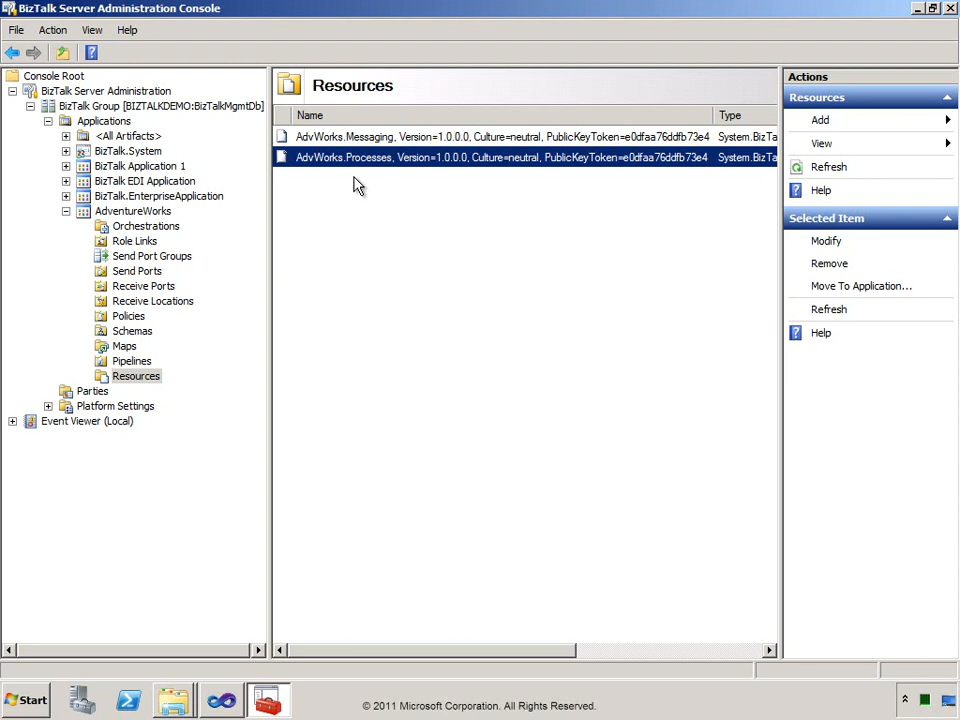 BizTalk Server Administration Console
File Action View Help
Console Root
BizTalk Server Administration
BizTalk Group [BIZTALKDEMO:BizTalkMgmtDb]
Applications
<All Artifacts>
BizTalk.System
BizTalk Application 1
BizTalk EDI Application
BizTalk.EnterpriseApplication
AdventureWorks
Orchestrations
Role Links
Send Port Groups
Send Ports
Receive Ports
Receive Locations
Policies
Schemas
Maps
Pipelines
Resources
Parties
Platform Settings
Event Viewer (Local)
Resources
Name Type
AdvWorks.Messaging, Version=1.0.0.0, Culture=neutral, PublicKeyToken=e0dfaa76ddfb73e4 System.BizTa
AdvWorks.Processes, Version=1.0.0.0, Culture=neutral, PublicKeyToken=e0dfaa76ddfb73e4 System.BizTa
Actions
Resources
Add
View
Refresh
Help
Selected Item
Modify
Remove
Move To Application...
Refresh
Help
Start
© 2011 Microsoft Corporation. All Rights Reserved.